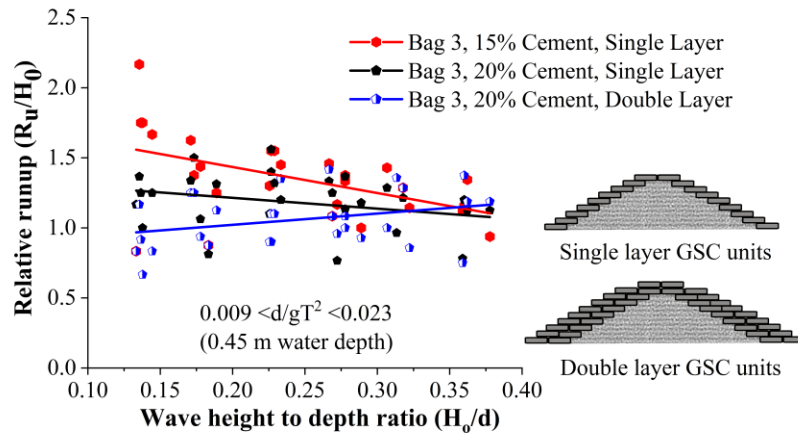 2.5
2.0
1.5
1.0
0.5
0.0
Relative runup (Ru/H0)
Bag 3, 15% Cement, Single Layer
Bag 3, 20% Cement, Single Layer
Bag 3, 20% Cement, Double Layer
0.009 <d/gT² <0.023
(0.45 m water depth)
Single layer GSC units
Double layer GSC units
0.10 0.15 0.20 0.25 0.30 0.35 0.40
Wave height to depth ratio (Ho/d)